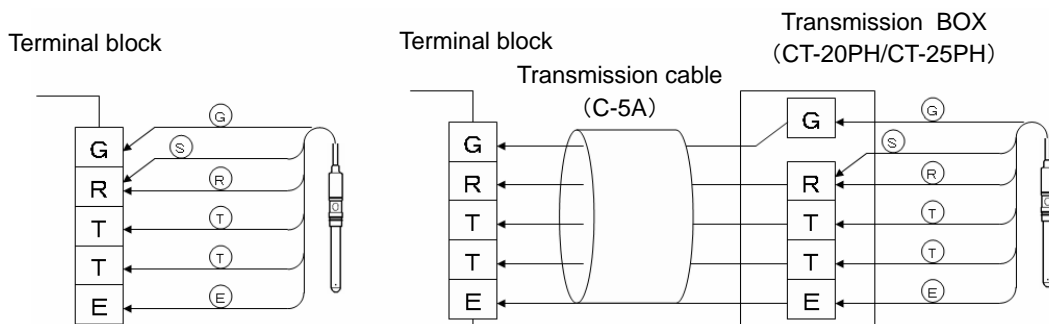 Terminal block
G
R
T
T
E
G
S
R
T
T
E
Terminal block
Transmission cable
（C-5A）
Transmission BOX
（CT-20PH/CT-25PH）
G
R
T
T
E
G
R
T
T
E
G
S
R
T
T
E